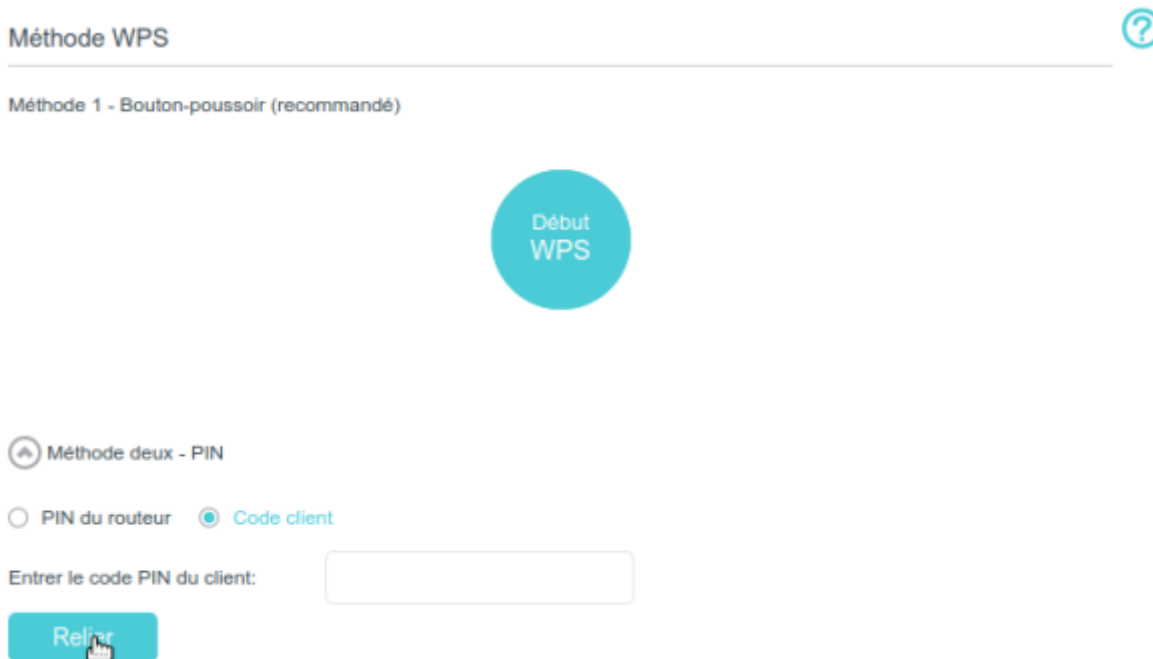 Méthode WPS
?
Méthode 1 - Bouton-poussoir (recommandé)
Début
WPS
Méthode deux - PIN
PIN du routeur Code client
Entrer le code PIN du client:
Relier